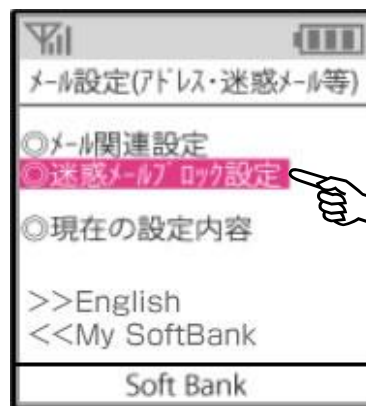 メール設定(アドレス・迷惑メール等)
◎メール関連設定
◎迷惑メールブロック設定
◎現在の設定内容
>>English
<<My SoftBank
Soft Bank